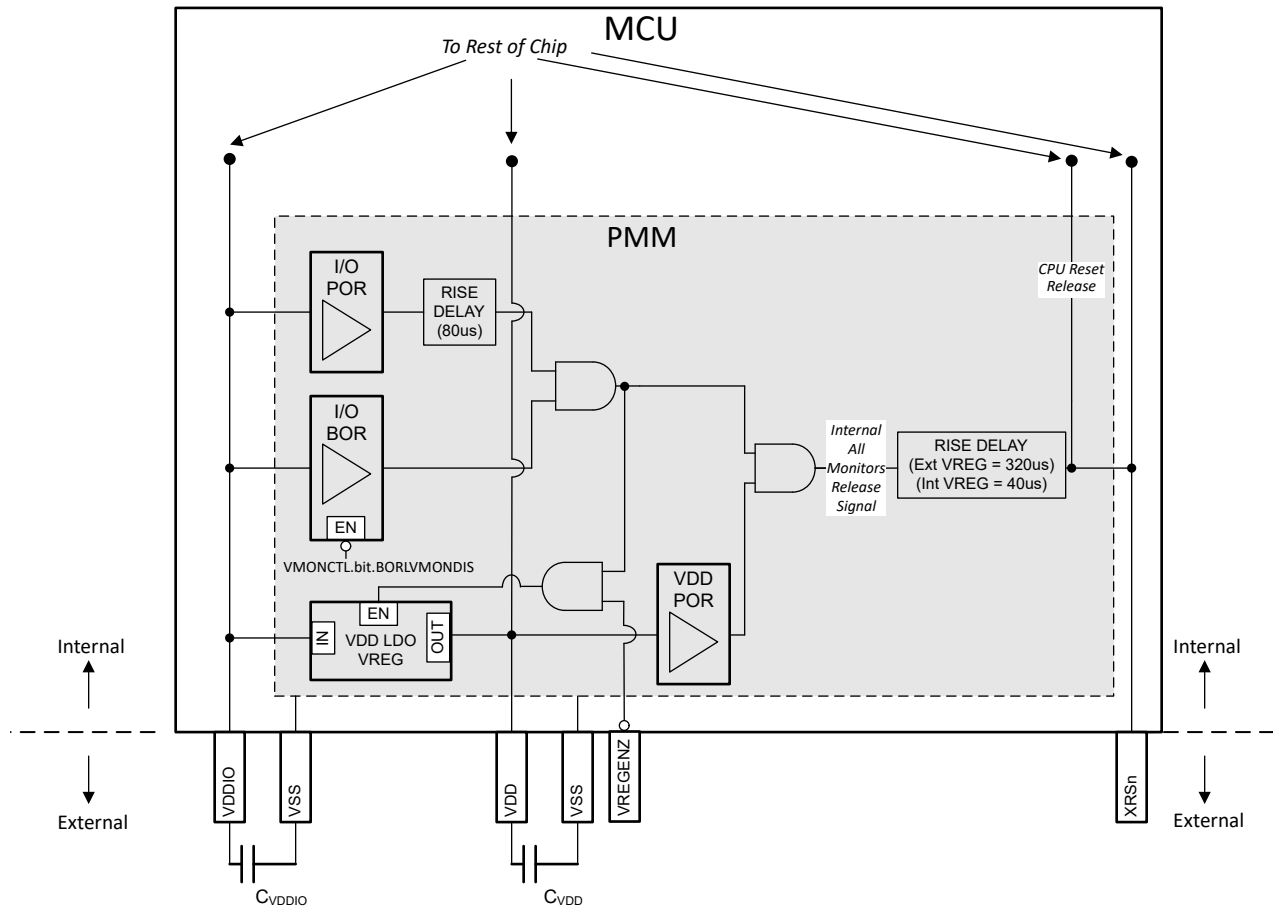 MCU
To Rest of Chip
PMM
I/O
POR
RISE
DELAY
(80us)
CPU Reset
Release
I/O
BOR
EN
VMONCTL.bit.BORLVMONDIS
Internal
All
Monitors
Release
Signal
RISE DELAY
(Ext VREG = 320us)
(Int VREG = 40us)
EN
IN
VDD LDO
VREG
OUT
VDD
POR
Internal
External
Internal
External
VDDIO
VSS
VDD
VSS
VREGENZ
XRSn
CVDDIO
CVDD